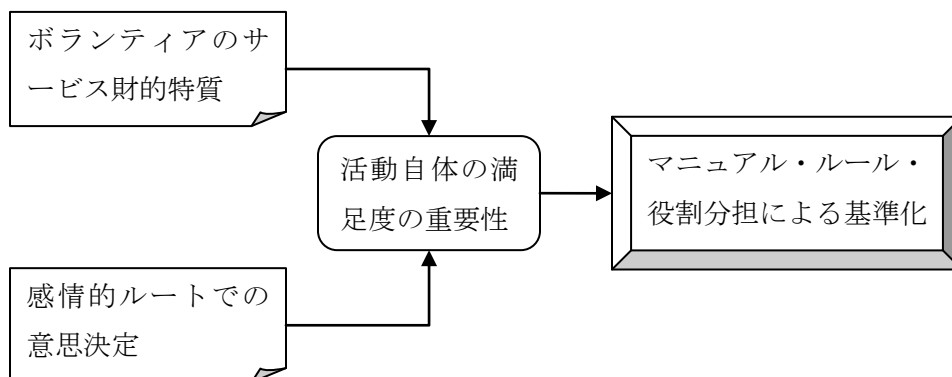 ボランティアのサ
ービス財的特質
活動自体の満
足度の重要性
マニュアル・ルール・
役割分担による基準化
感情的ルートでの
意思決定